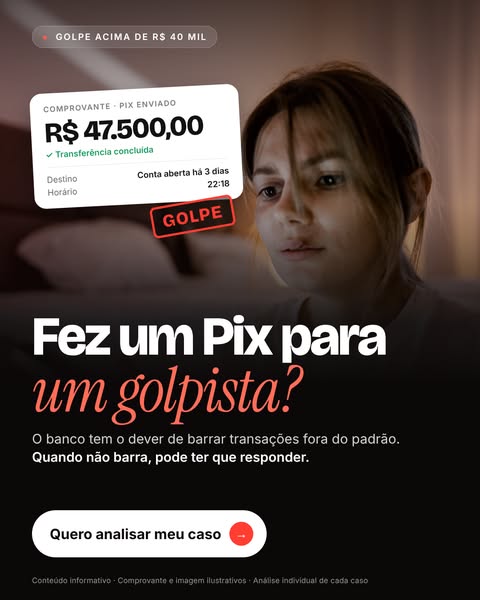 GOLPE ACIMA DE R$ 40 MIL
COMPROVANTE · PIX ENVIADO
R$ 47.500,00
✓ Transferência concluída
Destino Conta aberta há 3 dias
Horário 22:18
GOLPE
Fez um Pix para
um golpista?
O banco tem o dever de barrar transações fora do padrão.
Quando não barra, pode ter que responder.
Quero analisar meu caso →
Conteúdo informativo · Comprovante e imagem ilustrativos · Análise individual de cada caso